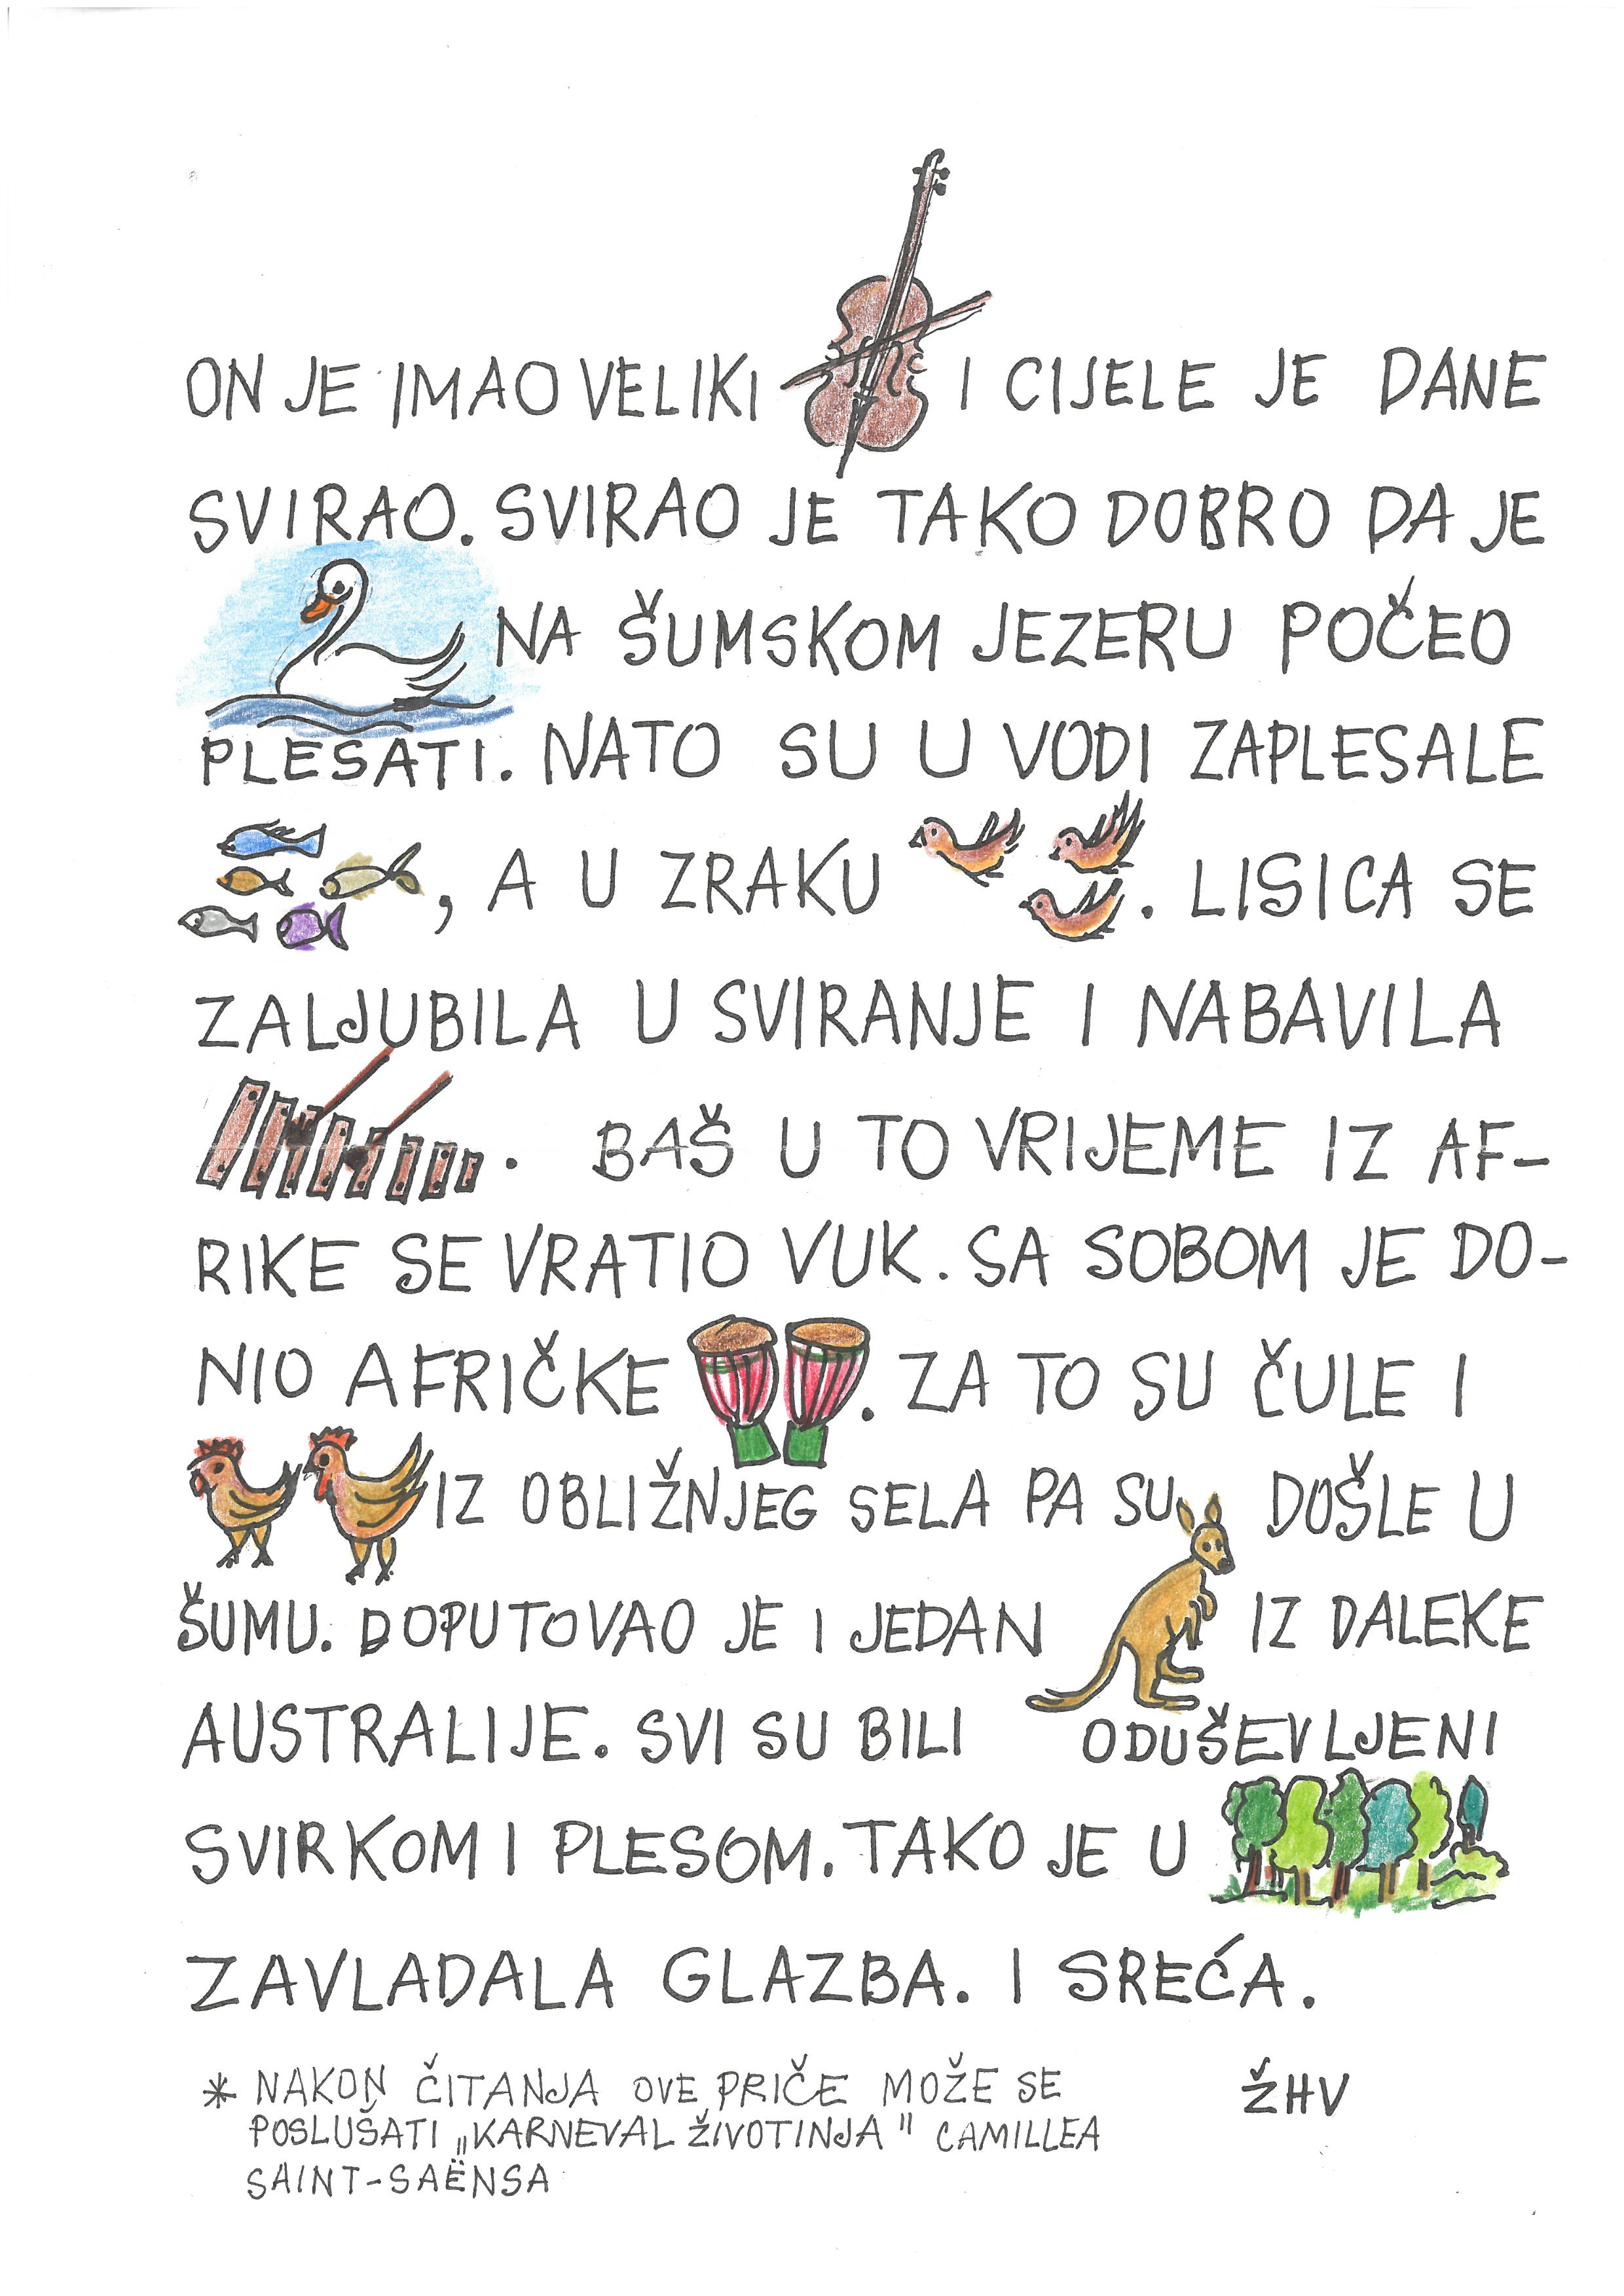 ON JE IMAO VELIKI I CIJELE JE DANE
SVIRAO. SVIRAO JE TAKO DOBRO DA JE
NA ŠUMSKOM JEZERU POČEO
PLESATI. NATO SU U VODI ZAPLESALE
, A U ZRAKU . LISICA SE
ZALJUBILA U SVIRANJE I NABAVILA
. BAŠ U TO VRIJEME IZ AF-
RIKE SE VRATIO VUK. SA SOBOM JE DO-
NIO AFRIČKE . ZA TO SU ČULE I
IZ OBLIŽNJEG SELA PA SU DOŠLE U
ŠUMU. DOPUTOVAO JE I JEDAN IZ DALEKE
AUSTRALIJE. SVI SU BILI ODUŠEVLJENI
SVIRKOM I PLESOM. TAKO JE U
ZAVLADALA GLAZBA. I SREĆA.
* NAKON ČITANJA OVE PRIČE MOŽE SE
POSLUŠATI „KARNEVAL ŽIVOTINJA" CAMILLEA
SAINT-SAËNSA
ŽHV